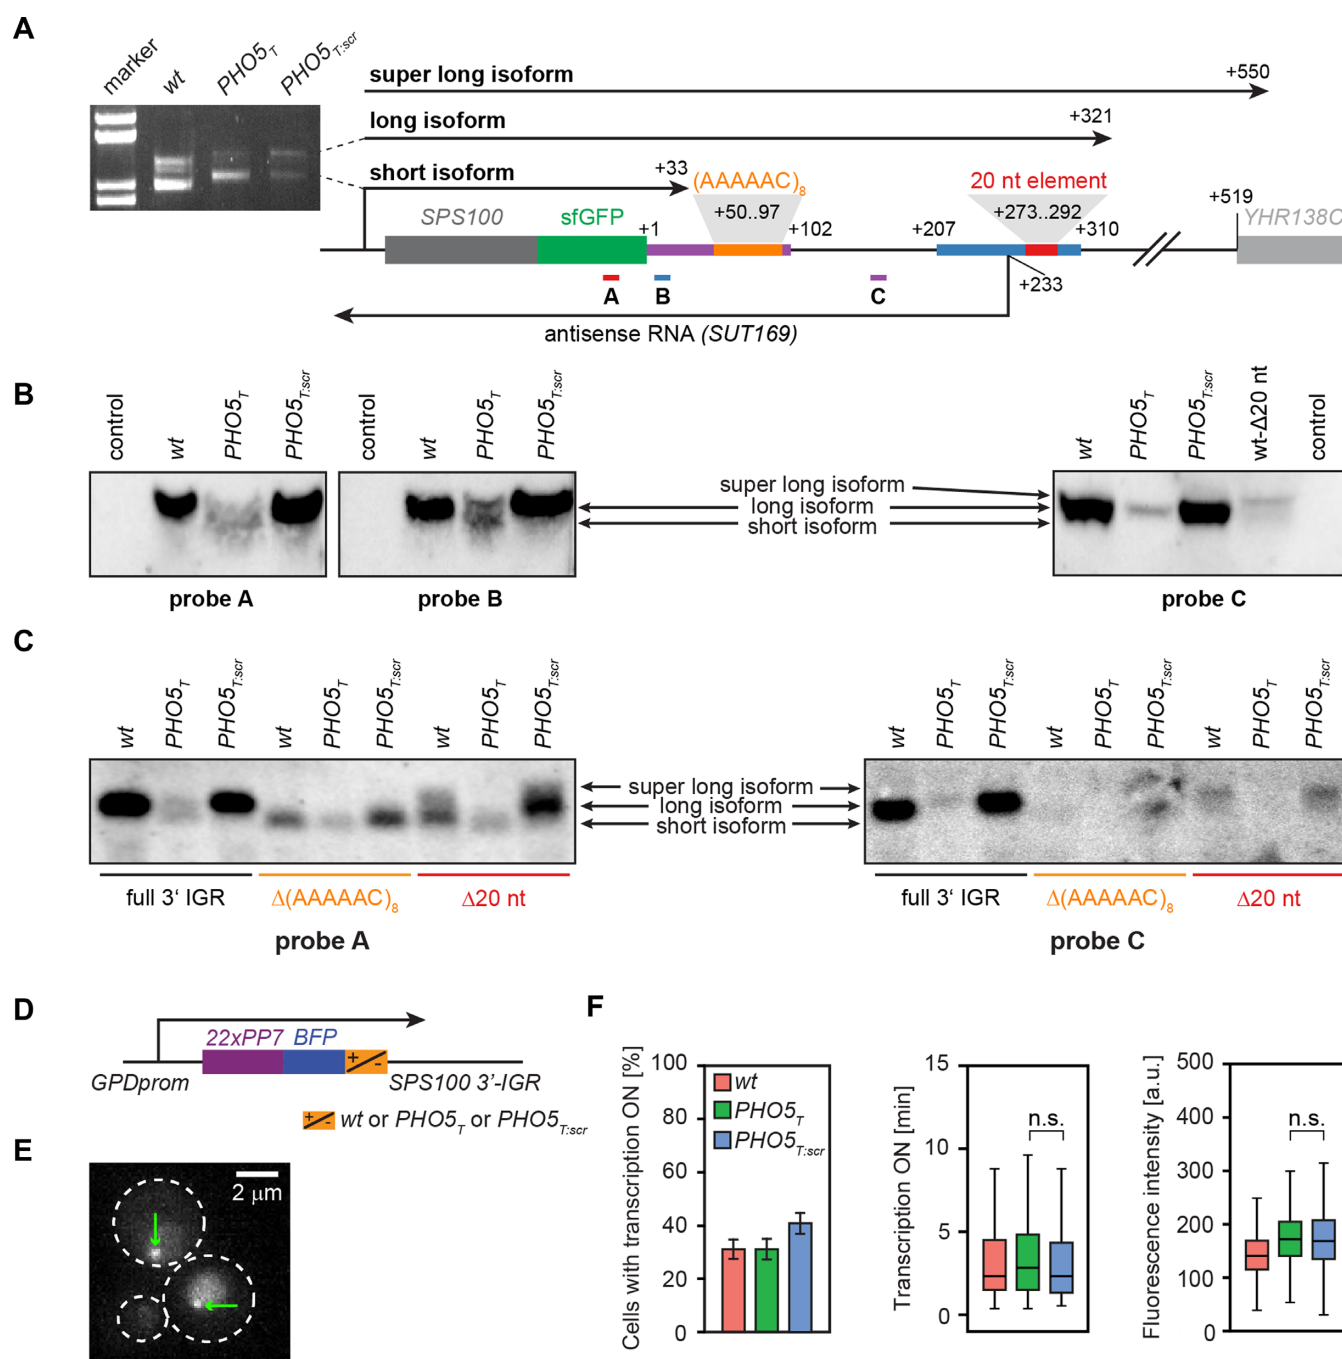 A
marker
wt
PHO5T
PHO5T:scr
super long isoform
+550
long isoform
+321
short isoform
+33
(AAAAAC)8
20 nt element
SPS100
sfGFP
+1
+50..97
+102
+207
+273..292
+310
+519
YHR138C
A
B
C
+233
antisense RNA (SUT169)
B
control
wt
PHO5T
PHO5T:scr
control
wt
PHO5T
PHO5T:scr
wt
PHO5T
PHO5T:scr
wt-Δ20 nt
control
super long isoform
long isoform
short isoform
probe A
probe B
probe C
C
wt
PHO5T
PHO5T:scr
wt
PHO5T
PHO5T:scr
wt
PHO5T
PHO5T:scr
wt
PHO5T
PHO5T:scr
wt
PHO5T
PHO5T:scr
wt
PHO5T
PHO5T:scr
super long isoform
long isoform
short isoform
full 3‘ IGR
Δ(AAAAAC)8
Δ20 nt
full 3‘ IGR
Δ(AAAAAC)8
Δ20 nt
probe A
probe C
D
22xPP7
BFP
+
-
GPDprom
SPS100 3'-IGR
+ - wt or PHO5T or PHO5T:scr
E
2 µm
F
Cells with transcription ON [%]
100
80
60
40
20
0
wt
PHO5T
PHO5T:scr
Transcription ON [min]
15
10
5
0
n.s.
Fluorescence intensity [a.u.]
500
400
300
200
100
0
n.s.